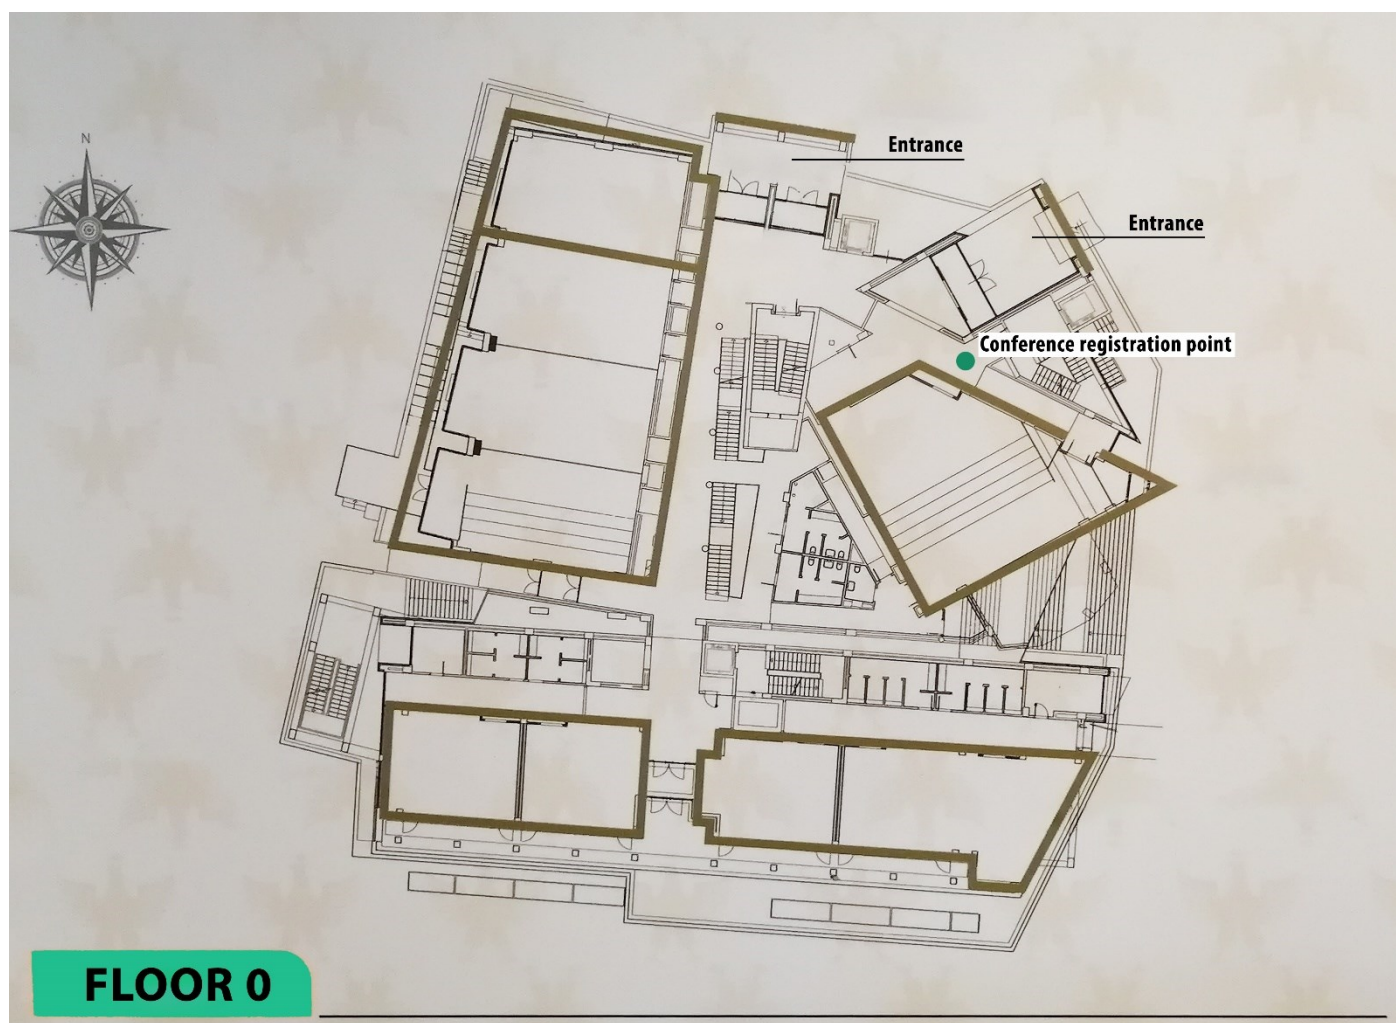 N
Entrance
Entrance
Conference registration point
FLOOR 0